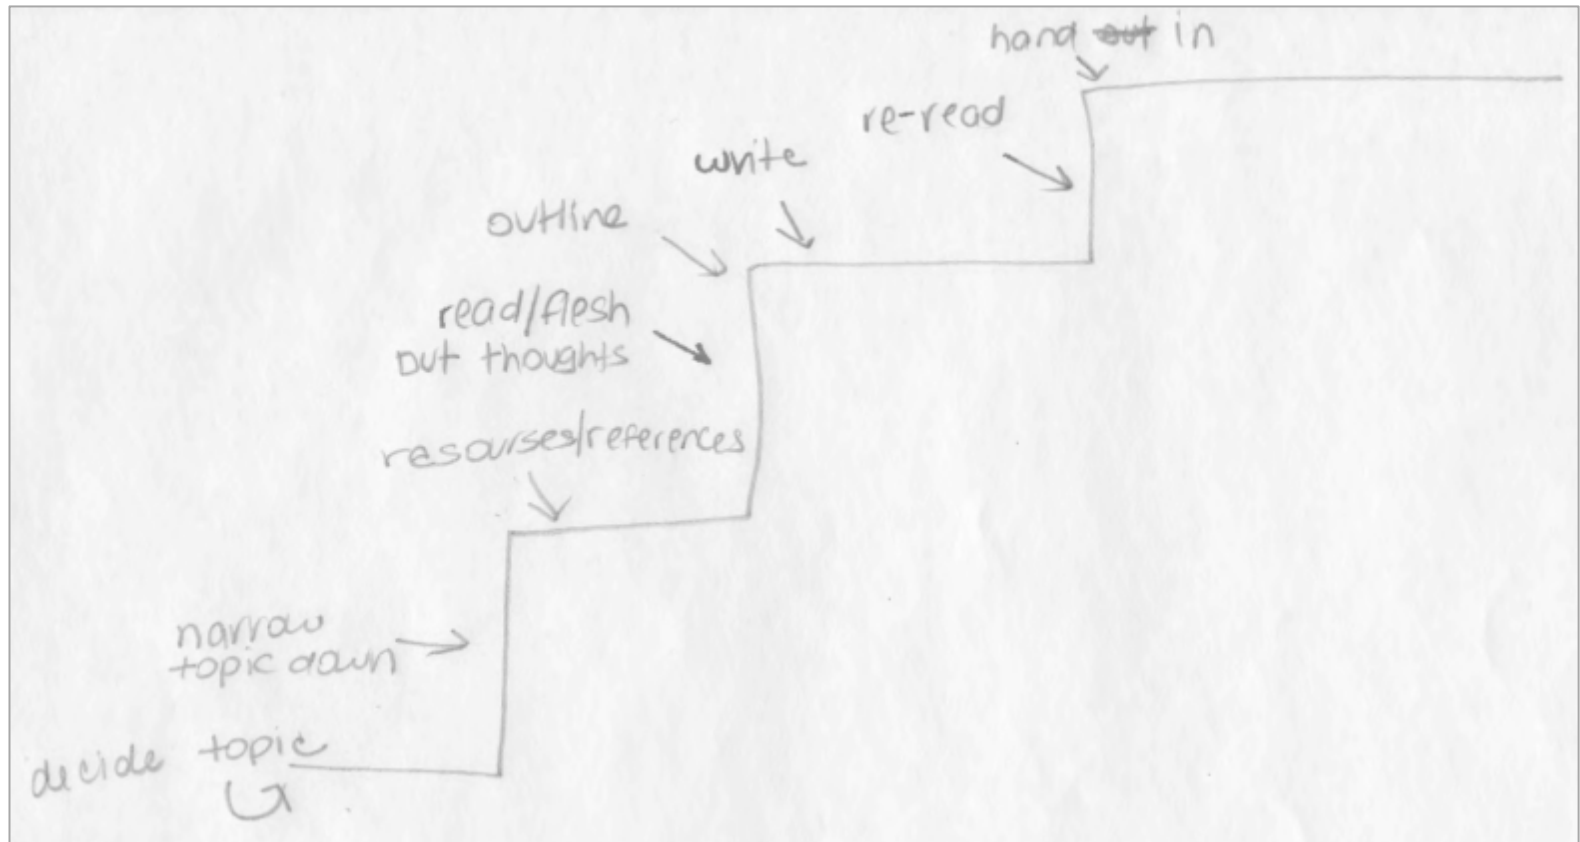 hand out in
re-read
write
outline
read/flesh
out thoughts
resourses/references
narrow
topic down
decide topic